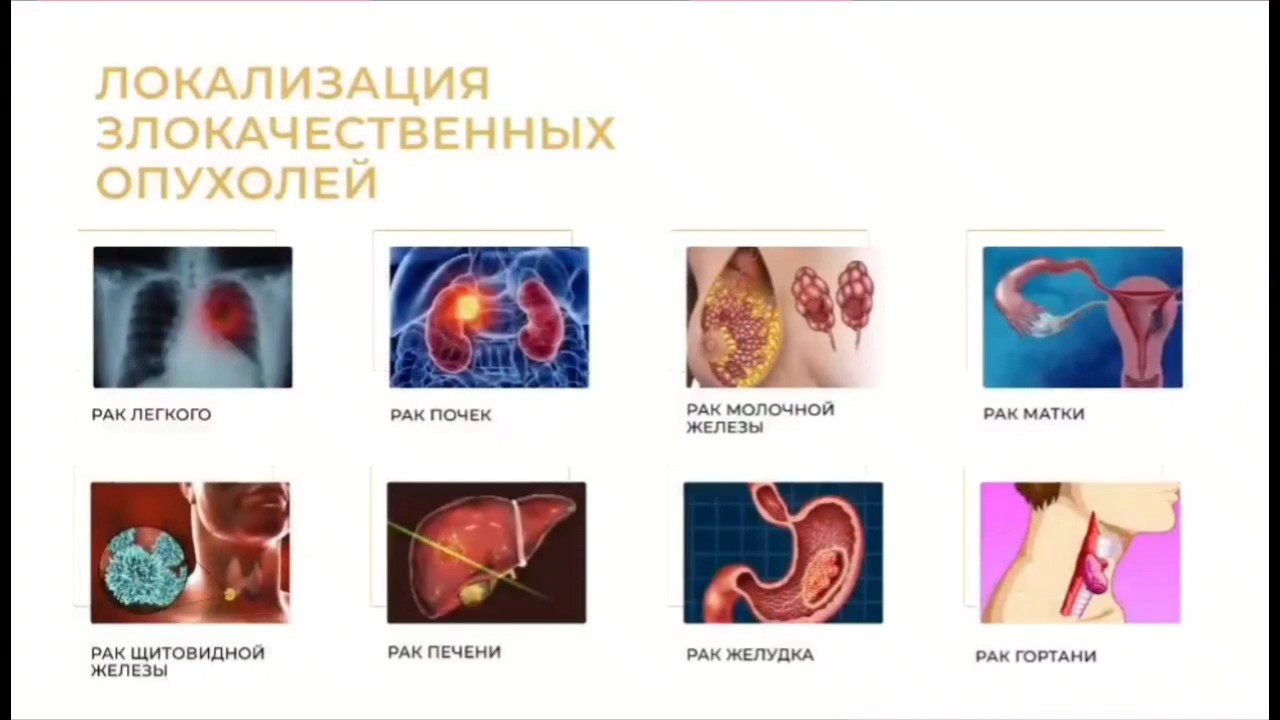 ЛОКАЛИЗАЦИЯ
ЗЛОКАЧЕСТВЕННЫХ
ОПУХОЛЕЙ
РАК ЛЕГКОГО
РАК ПОЧЕК
РАК МОЛОЧНОЙ
ЖЕЛЕЗЫ
РАК МАТКИ
РАК ЩИТОВИДНОЙ
ЖЕЛЕЗЫ
РАК ПЕЧЕНИ
РАК ЖЕЛУДКА
РАК ГОРТАНИ